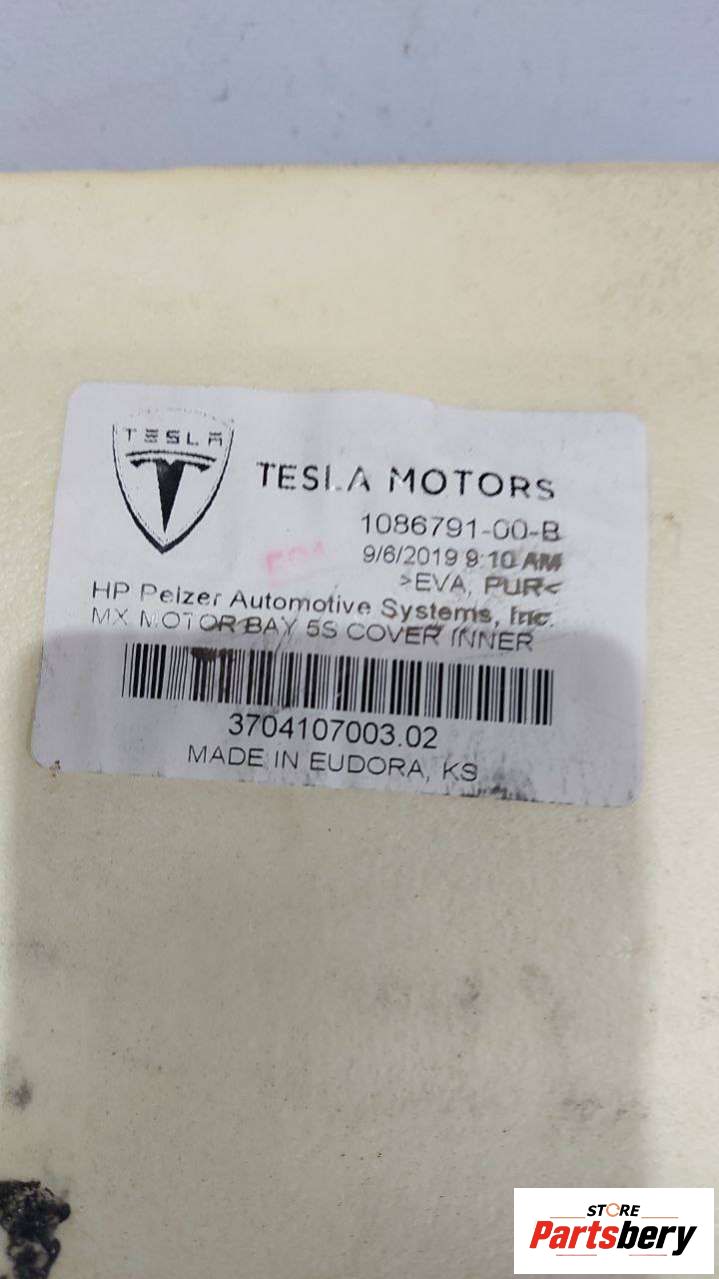 TESLA
TESLA MOTORS
1086791-00-B
9/6/2019 9:10 AM
>EVA, PUR<
HP Pelzer Automotive Systems, Inc.
MX MOTOR BAY 5S COVER INNER
3704107003.02
MADE IN EUDORA, KS
STORE
Partsbery